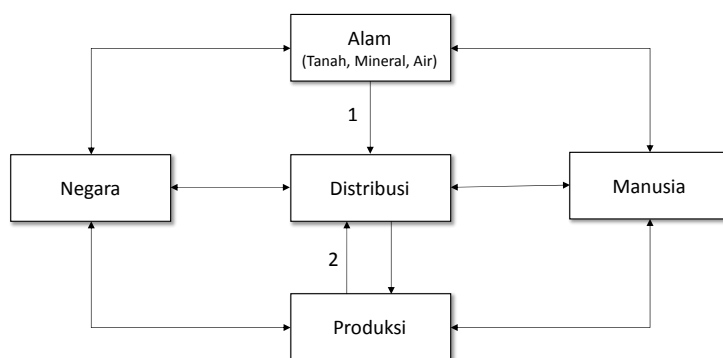 Alam
(Tanah, Mineral, Air)
1
Negara
Distribusi
Manusia
2
Produksi